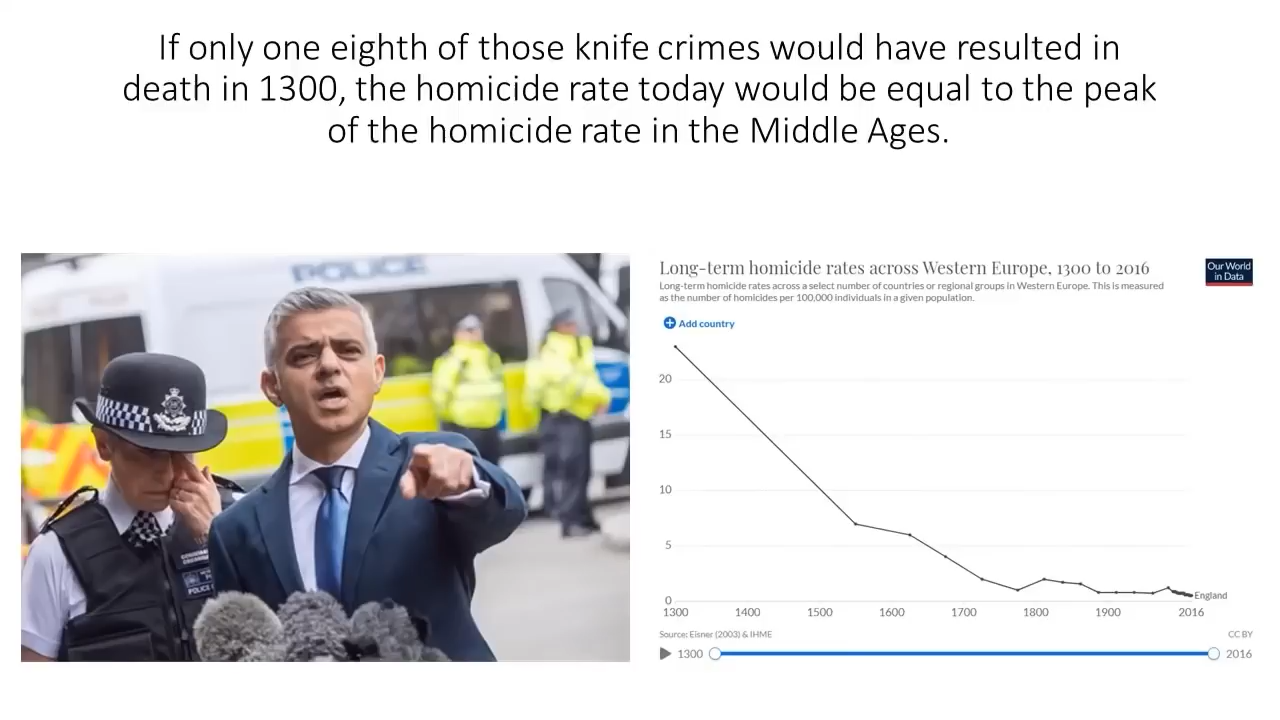 If only one eighth of those knife crimes would have resulted in
death in 1300, the homicide rate today would be equal to the peak
of the homicide rate in the Middle Ages.
POLICE
Long-term homicide rates across Western Europe, 1300 to 2016
Our World
in Data
Long-term homicide rates across a select number of countries or regional groups in Western Europe. This is measured
as the number of homicides per 100,000 individuals in a given population.
Add country
20
15
10
5
0
England
1300 1400 1500 1600 1700 1800 1900 2016
Source: Eisner (2003) & IHME
CC BY
1300 2016